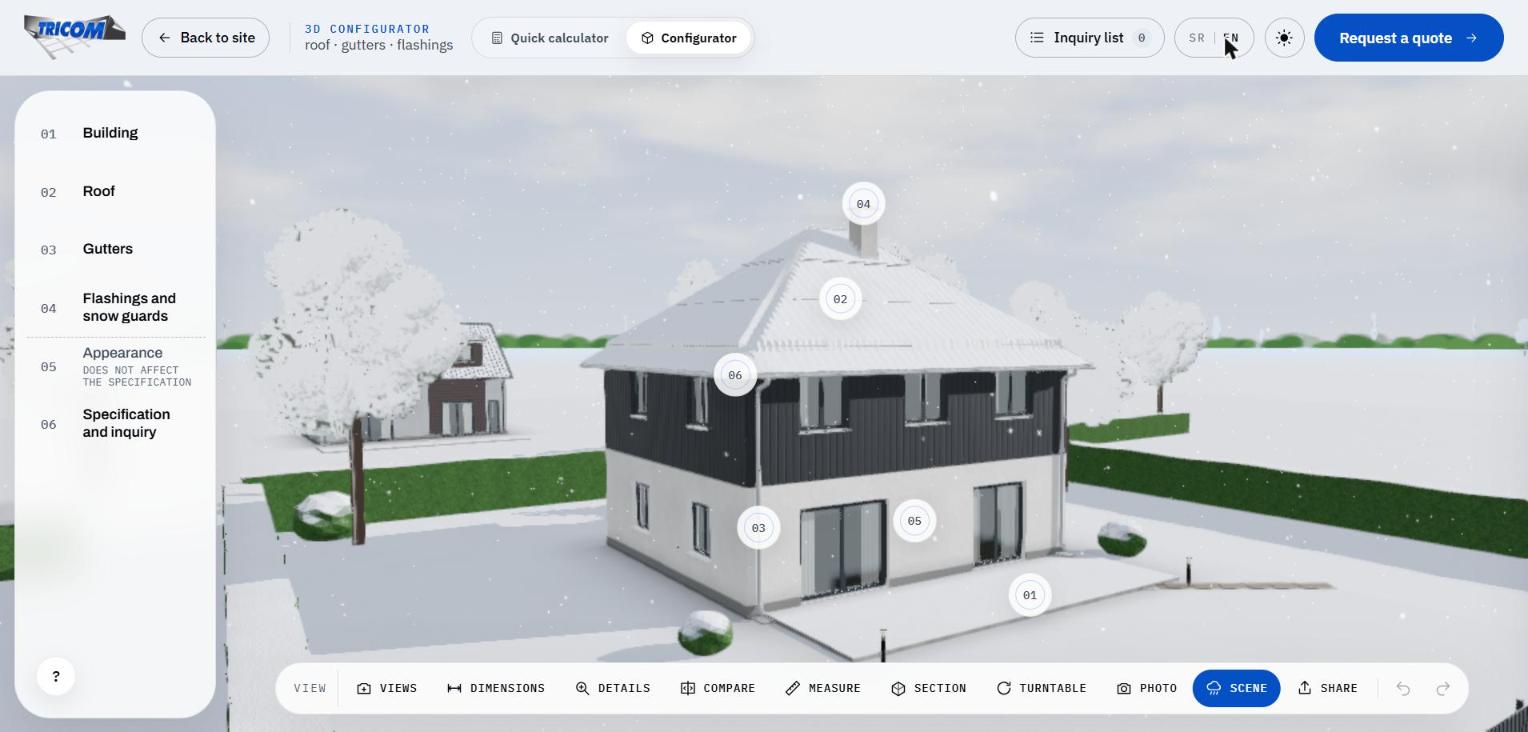 TRICOM
Back to site
3D CONFIGURATOR
roof · gutters · flashings
Quick calculator
Configurator
Inquiry list 0
SR | EN
Request a quote
01 Building
02 Roof
03 Gutters
04 Flashings and
snow guards
05 Appearance
DOES NOT AFFECT
THE SPECIFICATION
06 Specification
and inquiry
?
04
02
06
03
05
01
VIEW
VIEWS
DIMENSIONS
DETAILS
COMPARE
MEASURE
SECTION
TURNTABLE
PHOTO
SCENE
SHARE